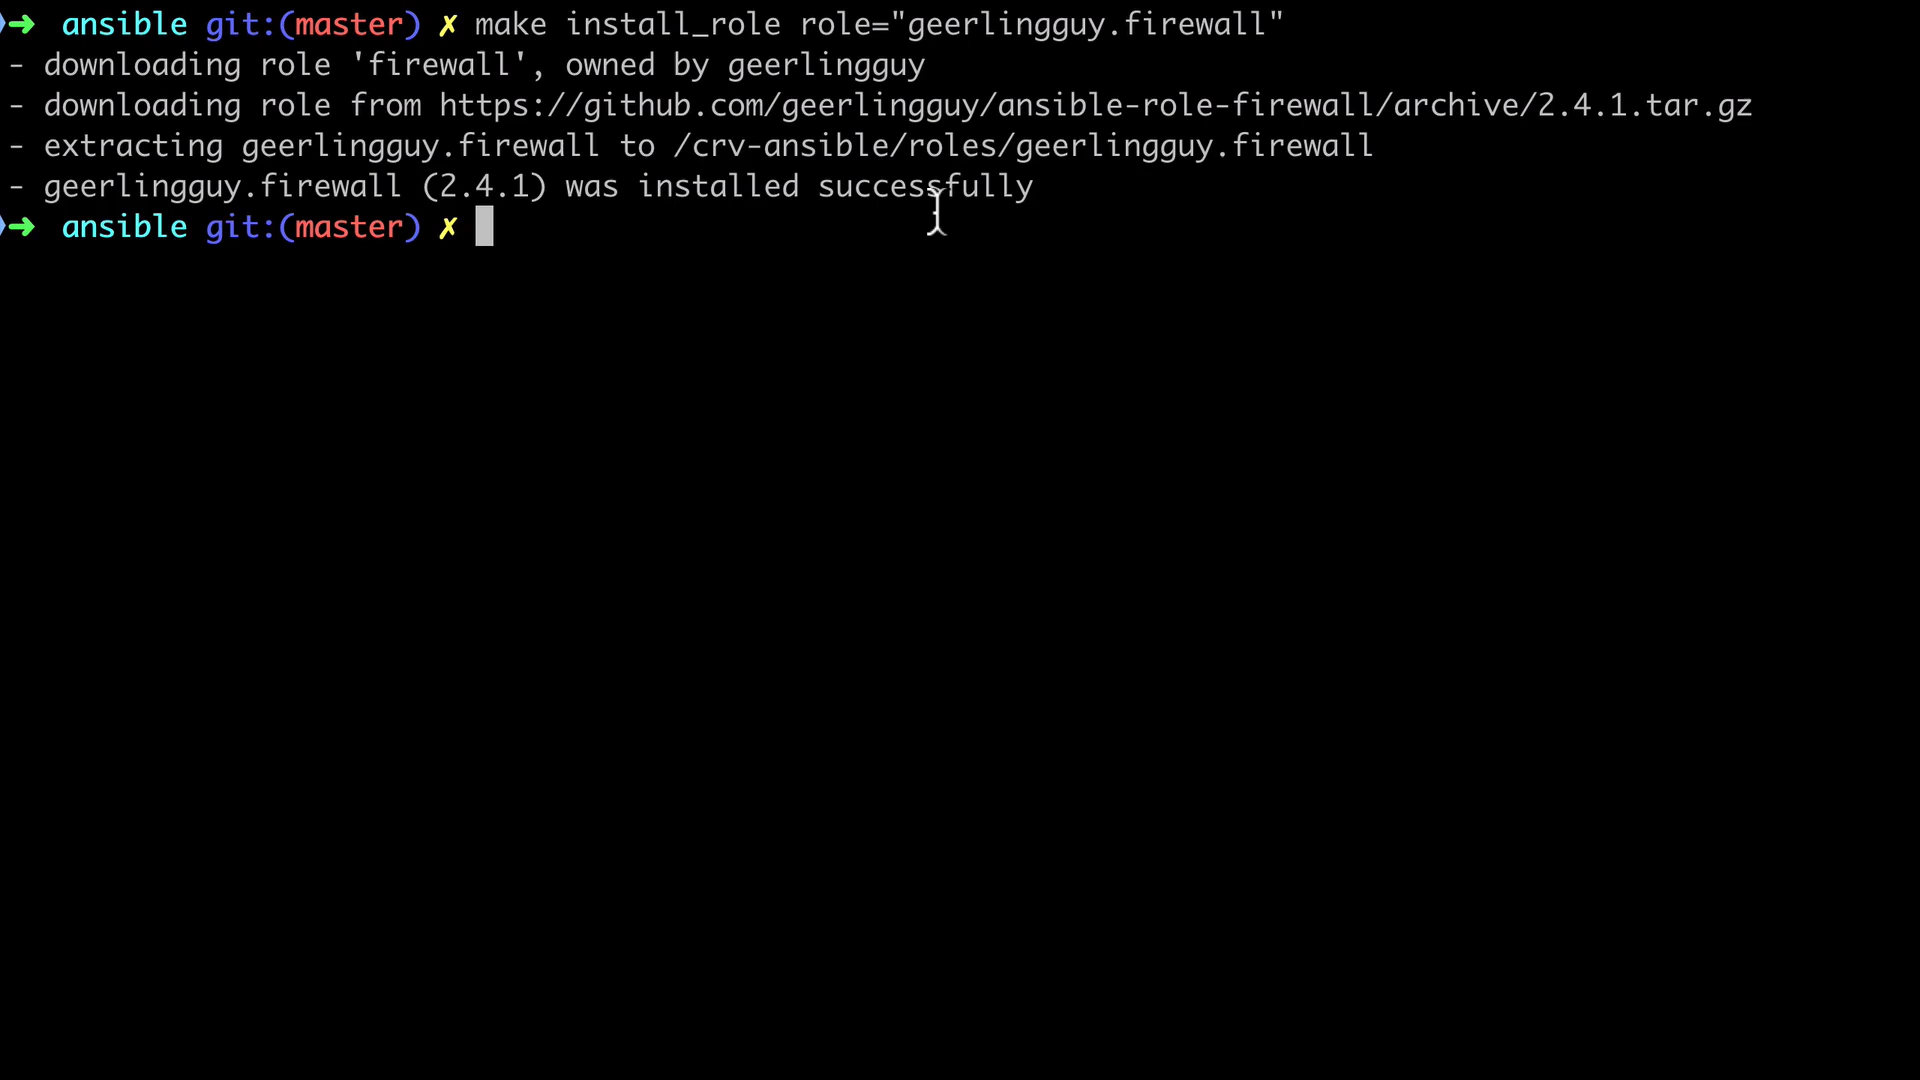 ➜ ansible git:(master) ✗ make install_role role="geerlingguy.firewall"
- downloading role 'firewall', owned by geerlingguy
- downloading role from https://github.com/geerlingguy/ansible-role-firewall/archive/2.4.1.tar.gz
- extracting geerlingguy.firewall to /crv-ansible/roles/geerlingguy.firewall
- geerlingguy.firewall (2.4.1) was installed successfully
➜ ansible git:(master) ✗